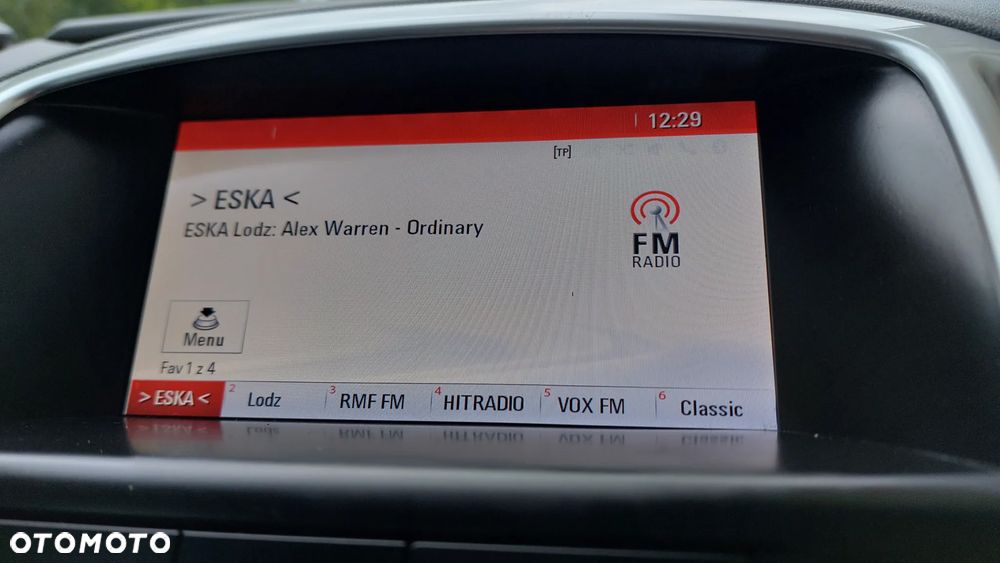 12:29
[TP]
> ESKA <
ESKA Lodz: Alex Warren - Ordinary
FM
RADIO
Menu
Fav 1 z 4
> ESKA < 2 Lodz 3 RMF FM 4 HITRADIO 5 VOX FM 6 Classic
OTOMOTO